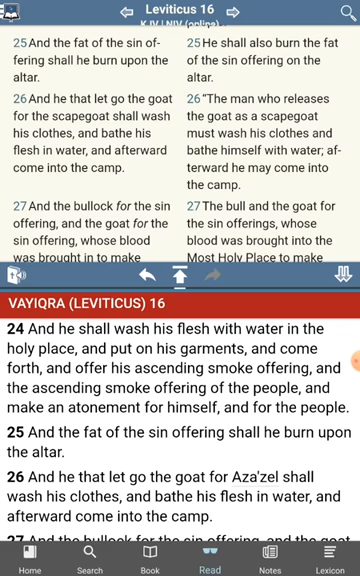 Leviticus 16
KJV | NIV (online)
25 And the fat of the sin of-
fering shall he burn upon the
altar.
26 And he that let go the goat
for the scapegoat shall wash
his clothes, and bathe his
flesh in water, and afterward
come into the camp.
27 And the bullock for the sin
offering, and the goat for the
sin offering, whose blood
was brought in to make
25 He shall also burn the fat
of the sin offering on the
altar.
26 “The man who releases
the goat as a scapegoat
must wash his clothes and
bathe himself with water; af-
terward he may come into
the camp.
27 The bull and the goat for
the sin offerings, whose
blood was brought into the
Most Holy Place to make
VAYIQRA (LEVITICUS) 16
24 And he shall wash his flesh with water in the
holy place, and put on his garments, and come
forth, and offer his ascending smoke offering, and
the ascending smoke offering of the people, and
make an atonement for himself, and for the people.
25 And the fat of the sin offering shall he burn upon
the altar.
26 And he that let go the goat for Aza'zel shall
wash his clothes, and bathe his flesh in water, and
afterward come into the camp.
27 And the bullock for the sin offering, and the goat
Home Search Book Read Notes Lexicon